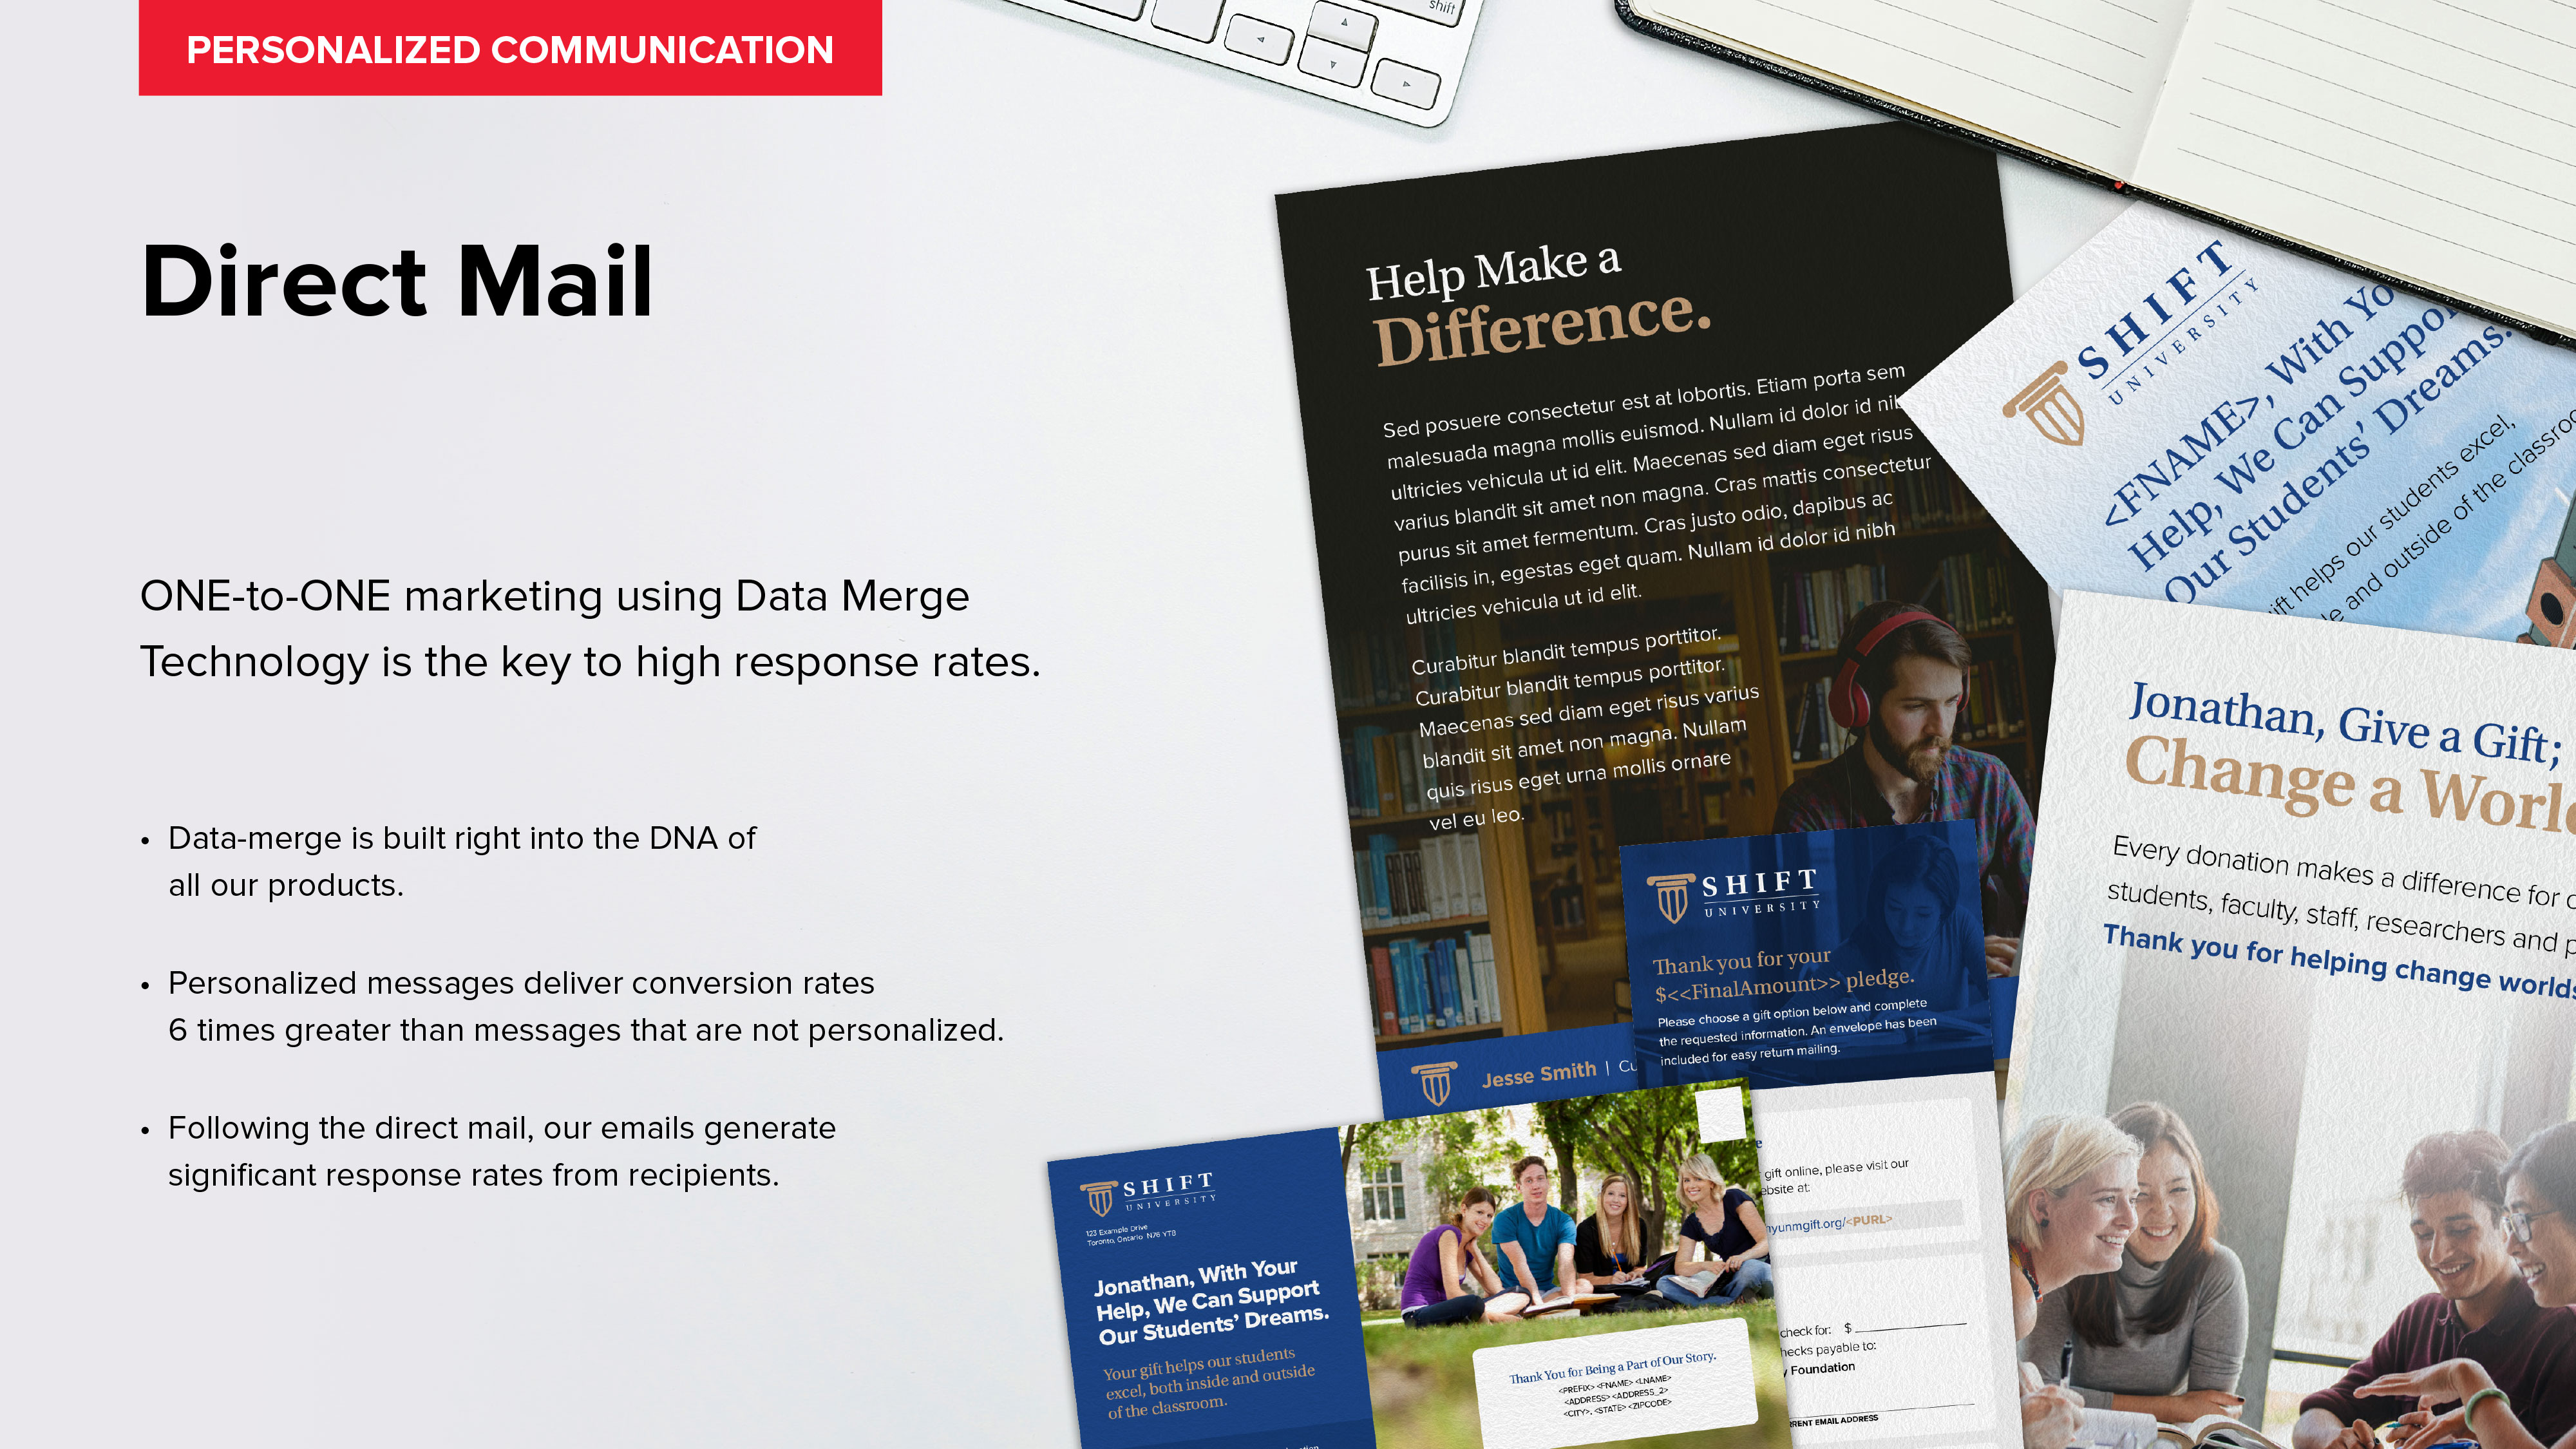 PERSONALIZED COMMUNICATION
Direct Mail
ONE-to-ONE marketing using Data Merge
Technology is the key to high response rates.
• Data-merge is built right into the DNA of
all our products.
• Personalized messages deliver conversion rates
6 times greater than messages that are not personalized.
• Following the direct mail, our emails generate
significant response rates from recipients.
shift
Help Make a
Difference.
Sed posuere consectetur est at lobortis. Etiam porta sem
malesuada magna mollis euismod. Nullam id dolor id
ultricies vehicula ut id elit. Maecenas sed diam eget risus
varius blandit sit amet non magna. Cras mattis consectetur
purus sit amet fermentum. Cras justo odio, dapibus ac
facilisis in, egestas eget quam. Nullam id dolor id nibh
ultricies vehicula ut id elit.
Curabitur blandit tempus porttitor.
Curabitur blandit tempus porttitor.
Maecenas sed diam eget risus varius
blandit sit amet non magna. Nullam
quis risus eget urna mollis ornare
vel eu leo.
Jesse Smith |
SHIFT
UNIVERSITY
<FNAME>, With Yo
Help, We Can Suppor
Our Students' Dreams.
ift helps our students excel,
le and outside of the classroo
Jonathan, Give a Gift;
Change a World
Every donation makes a difference for
students, faculty, staff, researchers and p
Thank you for helping change worlds
SHIFT
UNIVERSITY
Thank you for your
$<<FinalAmount>> pledge.
Please choose a gift option below and complete
the requested information. An envelope has been
included for easy return mailing.
gift online, please visit our
ebsite at:
nyunmgift.org/<PURL>
check for: $
hecks payable to:
y Foundation
RRENT EMAIL ADDRESS
SHIFT
UNIVERSITY
123 Example Drive
Toronto, Ontario N76 YT8
Jonathan, With Your
Help, We Can Support
Our Students' Dreams.
Your gift helps our students
excel, both inside and outside
of the classroom.
Thank You for Being a Part of Our Story.
<PREFIX> <FNAME> <LNAME>
<ADDRESS> <ADDRESS_2>
<CITY>, <STATE> <ZIPCODE>